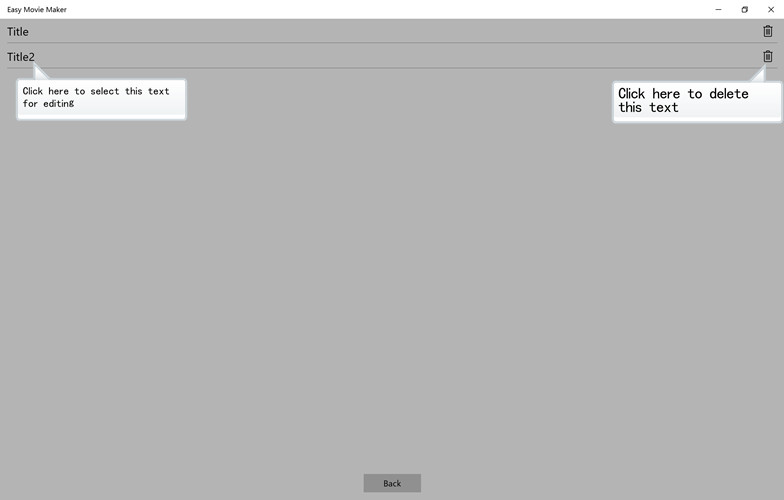 Easy Movie Maker
Title
Title2
Click here to select this text
for editing
Click here to delete
this text
Back